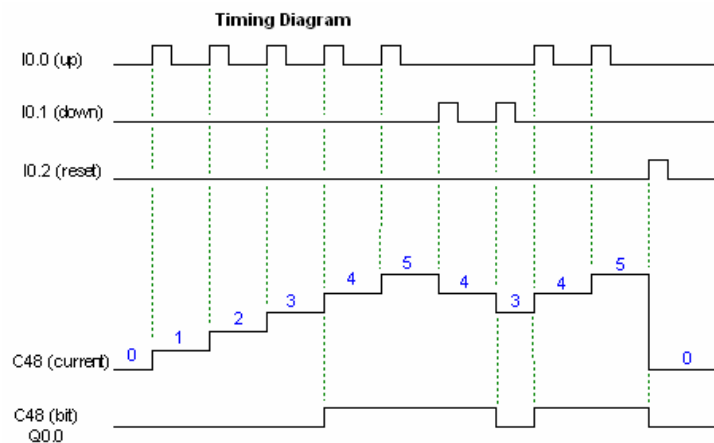 Timing Diagram
I0.0 (up)
I0.1 (down)
I0.2 (reset)
0 1 2 3 4 5 4 3 4 5 0
C48 (current)
C48 (bit)
Q0.0